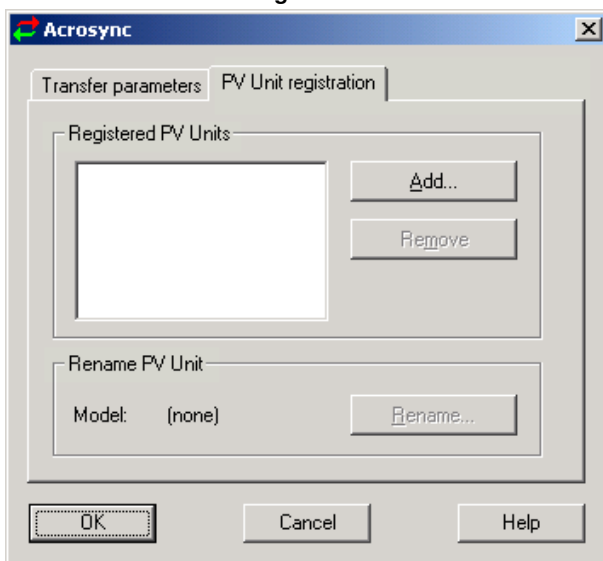 Acrosync
Transfer parameters
PV Unit registration
Registered PV Units
Add...
Remove
Rename PV Unit
Model: (none)
Rename...
OK
Cancel
Help